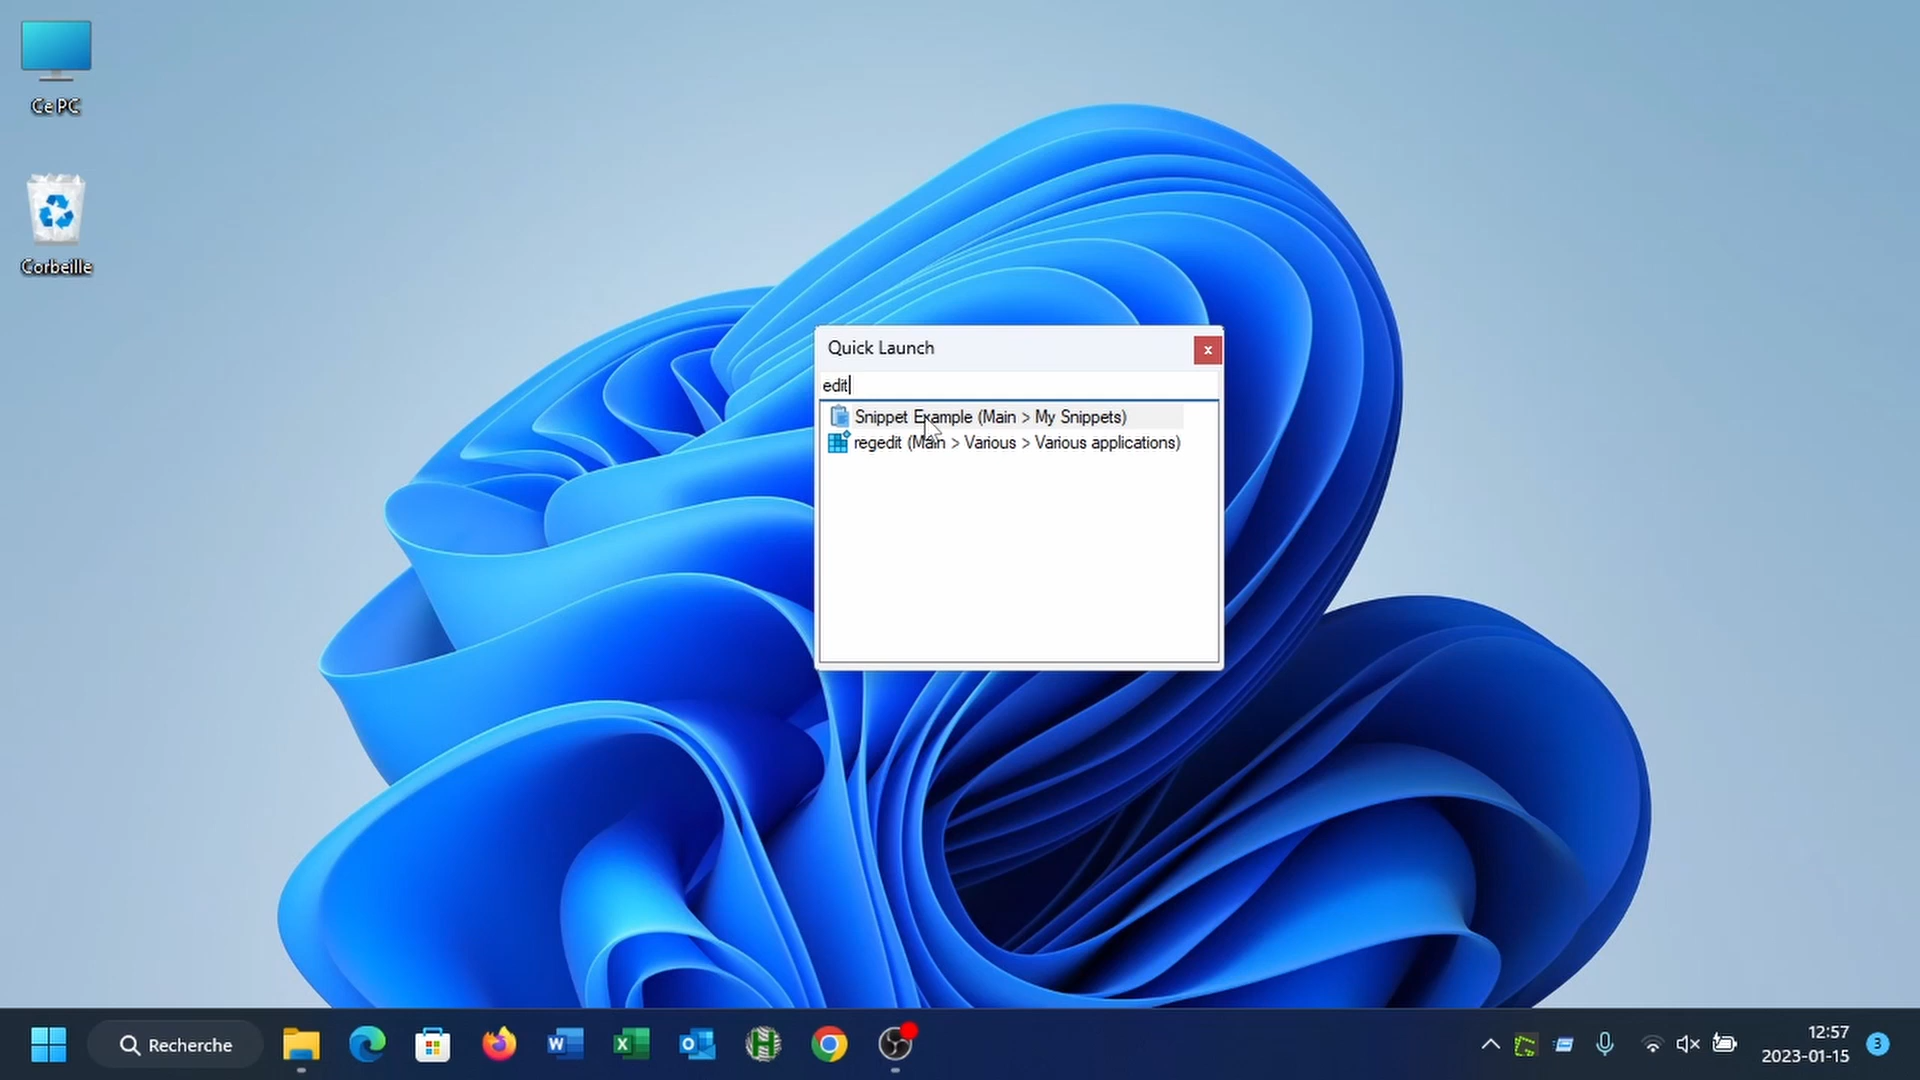 Ce PC
Corbeille
Quick Launch
x
edit
Snippet Example (Main > My Snippets)
regedit (Main > Various > Various applications)
Recherche
W
X
O
H
12:57
2023-01-15
3